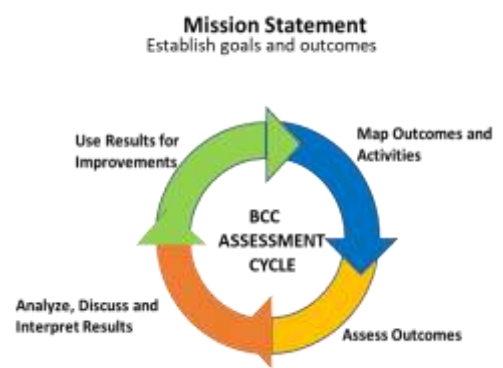 Mission Statement
Establish goals and outcomes
Map Outcomes and
Activities
Use Results for
Improvements
BCC
ASSESSMENT
CYCLE
Analyze, Discuss and
Interpret Results
Assess Outcomes